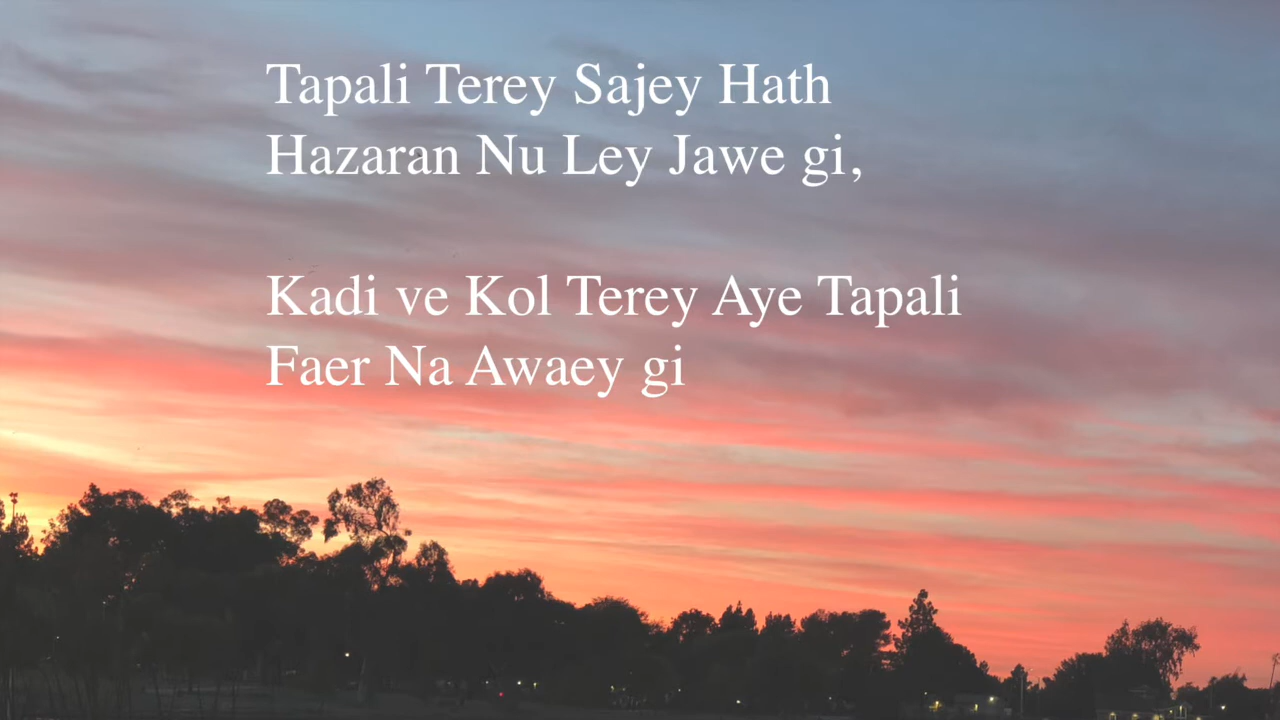 Tapali Terey Sajey Hath
Hazaran Nu Ley Jawe gi,
Kadi ve Kol Terey Aye Tapali
Faer Na Awaey gi